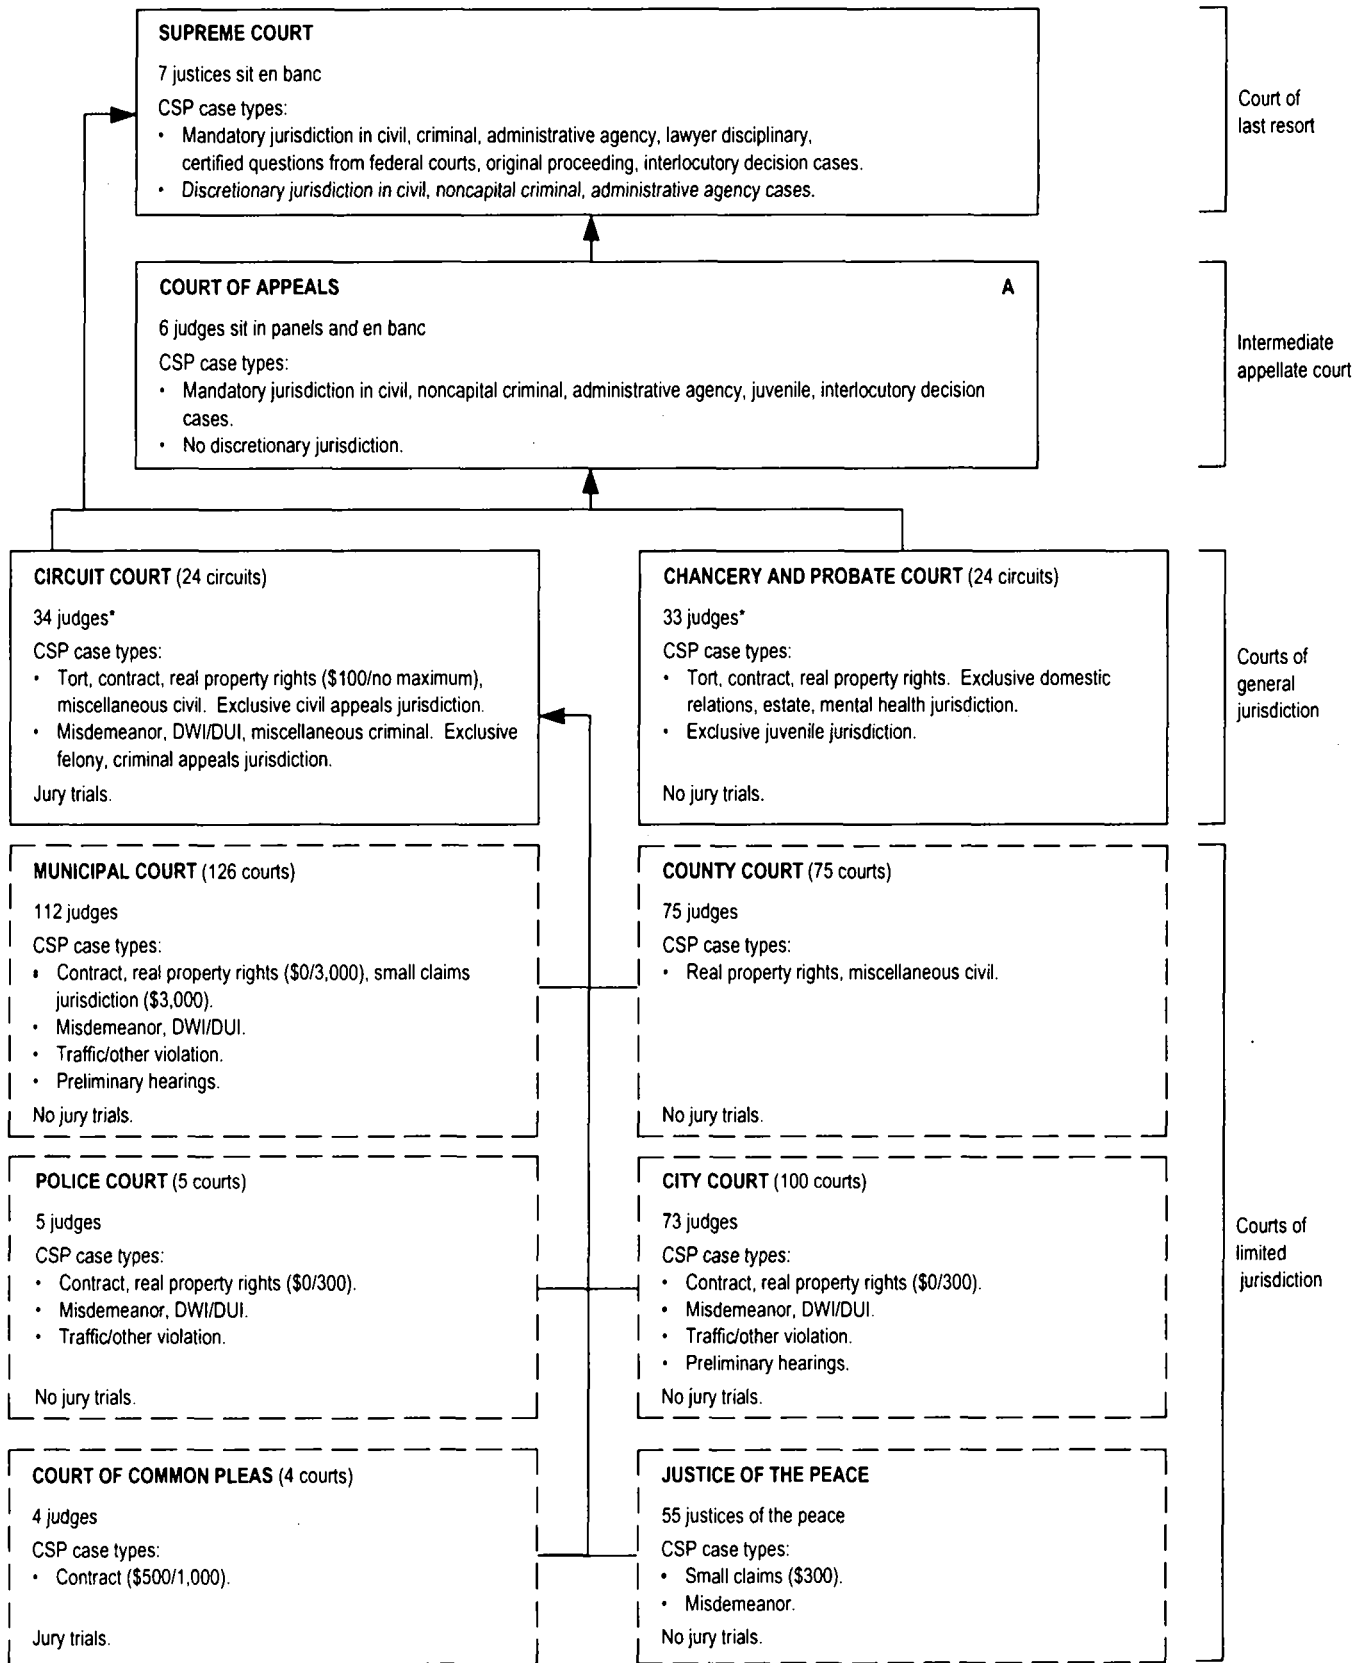 SUPREME COURT
7 justices sit en banc
CSP case types:
• Mandatory jurisdiction in civil, criminal, administrative agency, lawyer disciplinary,
certified questions from federal courts, original proceeding, interlocutory decision cases.
• Discretionary jurisdiction in civil, noncapital criminal, administrative agency cases.
Court of
last resort
COURT OF APPEALS A
6 judges sit in panels and en banc
CSP case types:
• Mandatory jurisdiction in civil, noncapital criminal, administrative agency, juvenile, interlocutory decision
cases.
• No discretionary jurisdiction.
Intermediate
appellate court
CIRCUIT COURT (24 circuits)
34 judges*
CSP case types:
• Tort, contract, real property rights ($100/no maximum),
miscellaneous civil. Exclusive civil appeals jurisdiction.
• Misdemeanor, DWI/DUI, miscellaneous criminal. Exclusive
felony, criminal appeals jurisdiction.
Jury trials.
CHANCERY AND PROBATE COURT (24 circuits)
33 judges*
CSP case types:
• Tort, contract, real property rights. Exclusive domestic
relations, estate, mental health jurisdiction.
• Exclusive juvenile jurisdiction.
No jury trials.
Courts of
general
jurisdiction
MUNICIPAL COURT (126 courts)
112 judges
CSP case types:
• Contract, real property rights ($0/3,000), small claims
jurisdiction ($3,000).
• Misdemeanor, DWI/DUI.
• Traffic/other violation.
• Preliminary hearings.
No jury trials.
COUNTY COURT (75 courts)
75 judges
CSP case types:
• Real property rights, miscellaneous civil.
No jury trials.
POLICE COURT (5 courts)
5 judges
CSP case types:
• Contract, real property rights ($0/300).
• Misdemeanor, DWI/DUI.
• Traffic/other violation.
No jury trials.
CITY COURT (100 courts)
73 judges
CSP case types:
• Contract, real property rights ($0/300).
• Misdemeanor, DWI/DUI.
• Traffic/other violation.
• Preliminary hearings.
No jury trials.
Courts of
limited
jurisdiction
COURT OF COMMON PLEAS (4 courts)
4 judges
CSP case types:
• Contract ($500/1,000).
Jury trials.
JUSTICE OF THE PEACE
55 justices of the peace
CSP case types:
• Small claims ($300).
• Misdemeanor.
No jury trials.